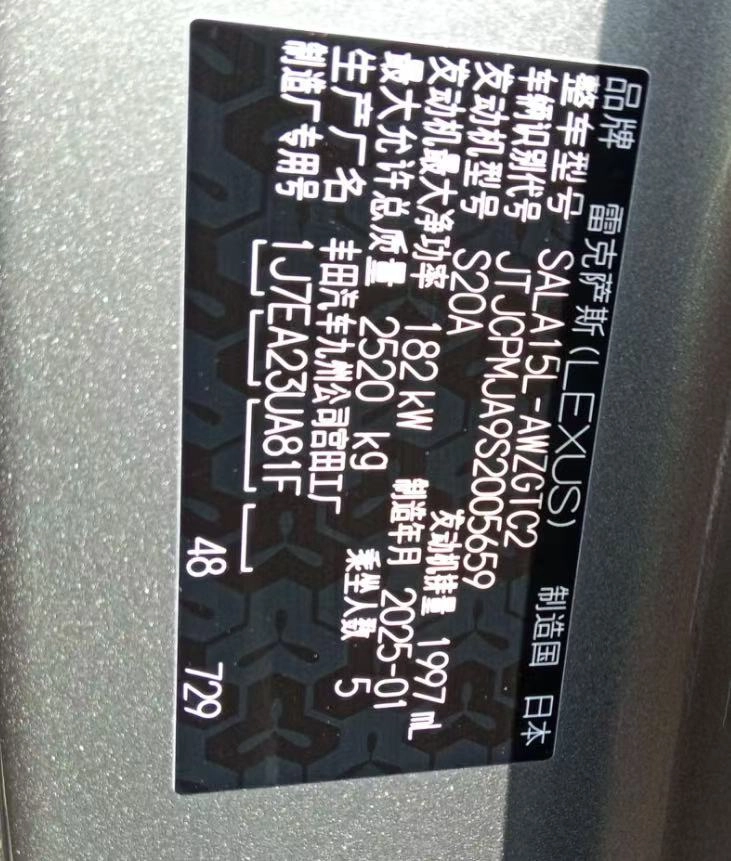 品牌 雷克萨斯(LEXUS) 制造国 日本
整车型号 SALA15L-AWZGTC2
车辆识别代号 JTJCPMJA9S2005659
发动机型号 S20A 发动机排量 1997 mL
发动机最大净功率 182 kW 制造年月 2025-01
最大允许总质量 2520 kg 乘坐人数 5
生产厂名 丰田汽车九州公司宫田工厂
制造厂专用号 1J7EA23UA81F
48 729